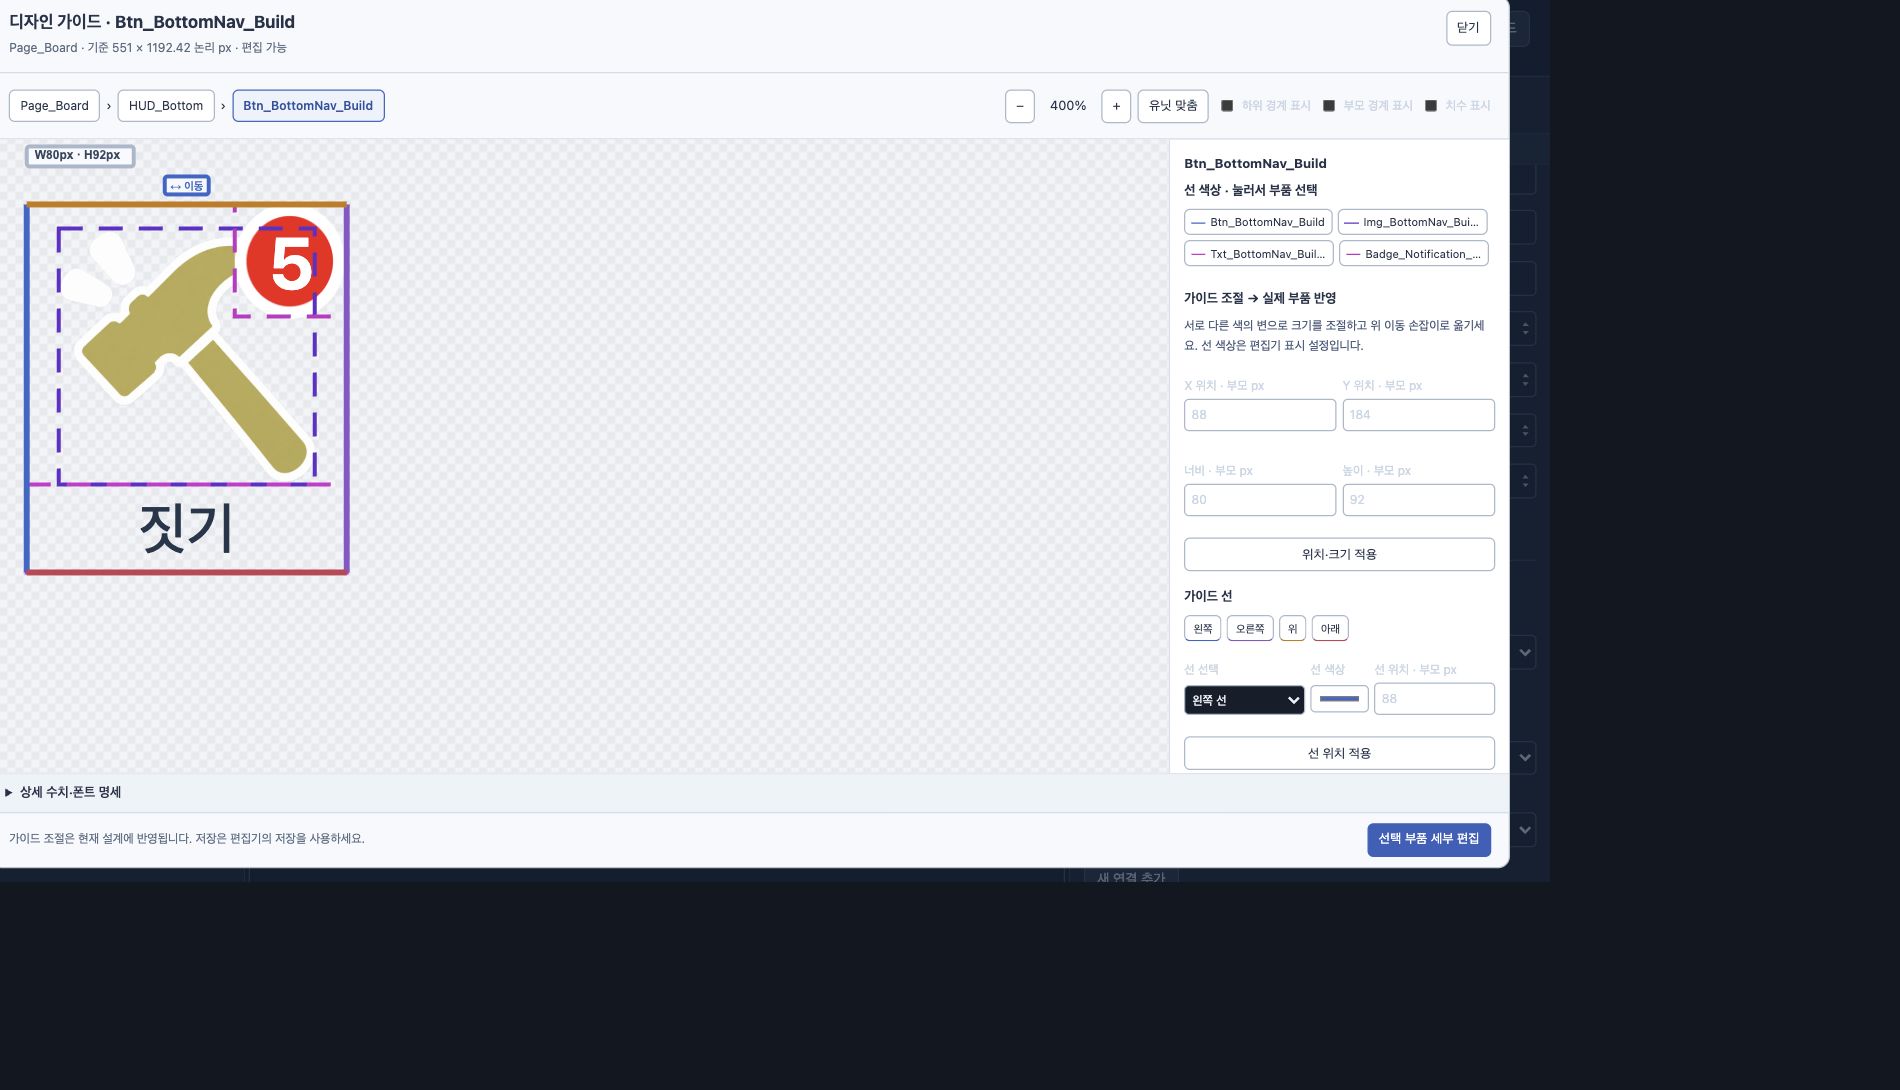 디자인 가이드 · Btn_BottomNav_Build
Page_Board · 기준 551 × 1192.42 논리 px · 편집 가능
닫기
드
Page_Board › HUD_Bottom › Btn_BottomNav_Build
− 400% + 유닛 맞춤 하위 경계 표시 부모 경계 표시 치수 표시
W80px · H92px
↔ 이동
5
짓기
Btn_BottomNav_Build
선 색상 · 눌러서 부품 선택
Btn_BottomNav_Build Img_BottomNav_Bui...
Txt_BottomNav_Buil... Badge_Notification_...
가이드 조절 → 실제 부품 반영
서로 다른 색의 변으로 크기를 조절하고 위 이동 손잡이로 옮기세
요. 선 색상은 편집기 표시 설정입니다.
X 위치 · 부모 px Y 위치 · 부모 px
88 184
너비 · 부모 px 높이 · 부모 px
80 92
위치·크기 적용
가이드 선
왼쪽 오른쪽 위 아래
선 선택 선 색상 선 위치 · 부모 px
왼쪽 선 88
선 위치 적용
▶ 상세 수치·폰트 명세
가이드 조절은 현재 설계에 반영됩니다. 저장은 편집기의 저장을 사용하세요.
선택 부품 세부 편집
새 연결 추가